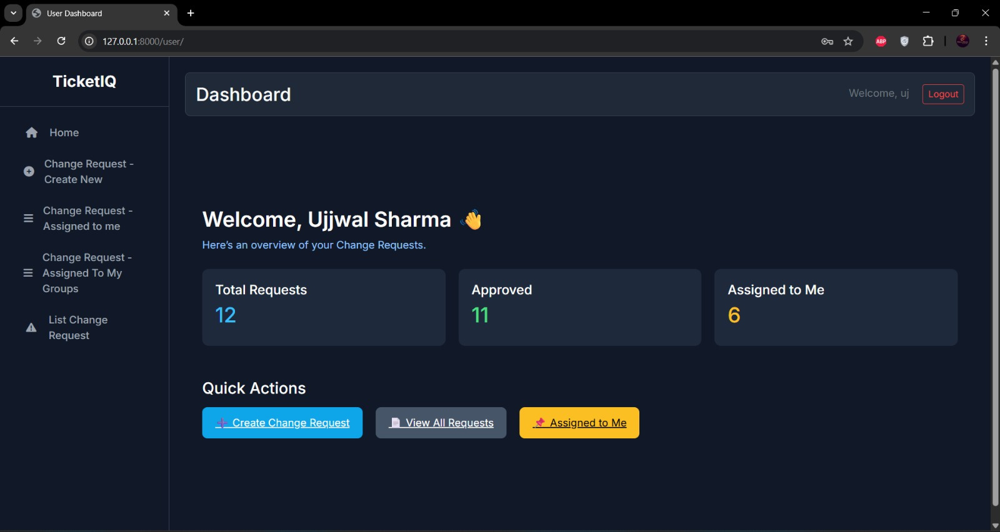 User Dashboard
127.0.0.1:8000/user/
ABP
TicketIQ
Home
Change Request -
Create New
Change Request -
Assigned to me
Change Request -
Assigned To My
Groups
List Change
Request
Dashboard
Welcome, uj
Logout
Welcome, Ujjwal Sharma 👋
Here’s an overview of your Change Requests.
Total Requests
12
Approved
11
Assigned to Me
6
Quick Actions
➕ Create Change Request
📄 View All Requests
📌 Assigned to Me